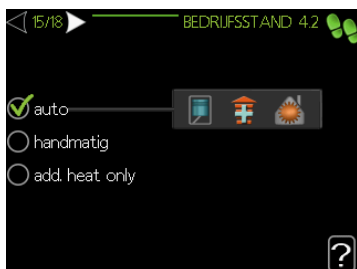 15/18 BEDRIJFSSTAND 4.2
auto
handmatig
add. heat only
?